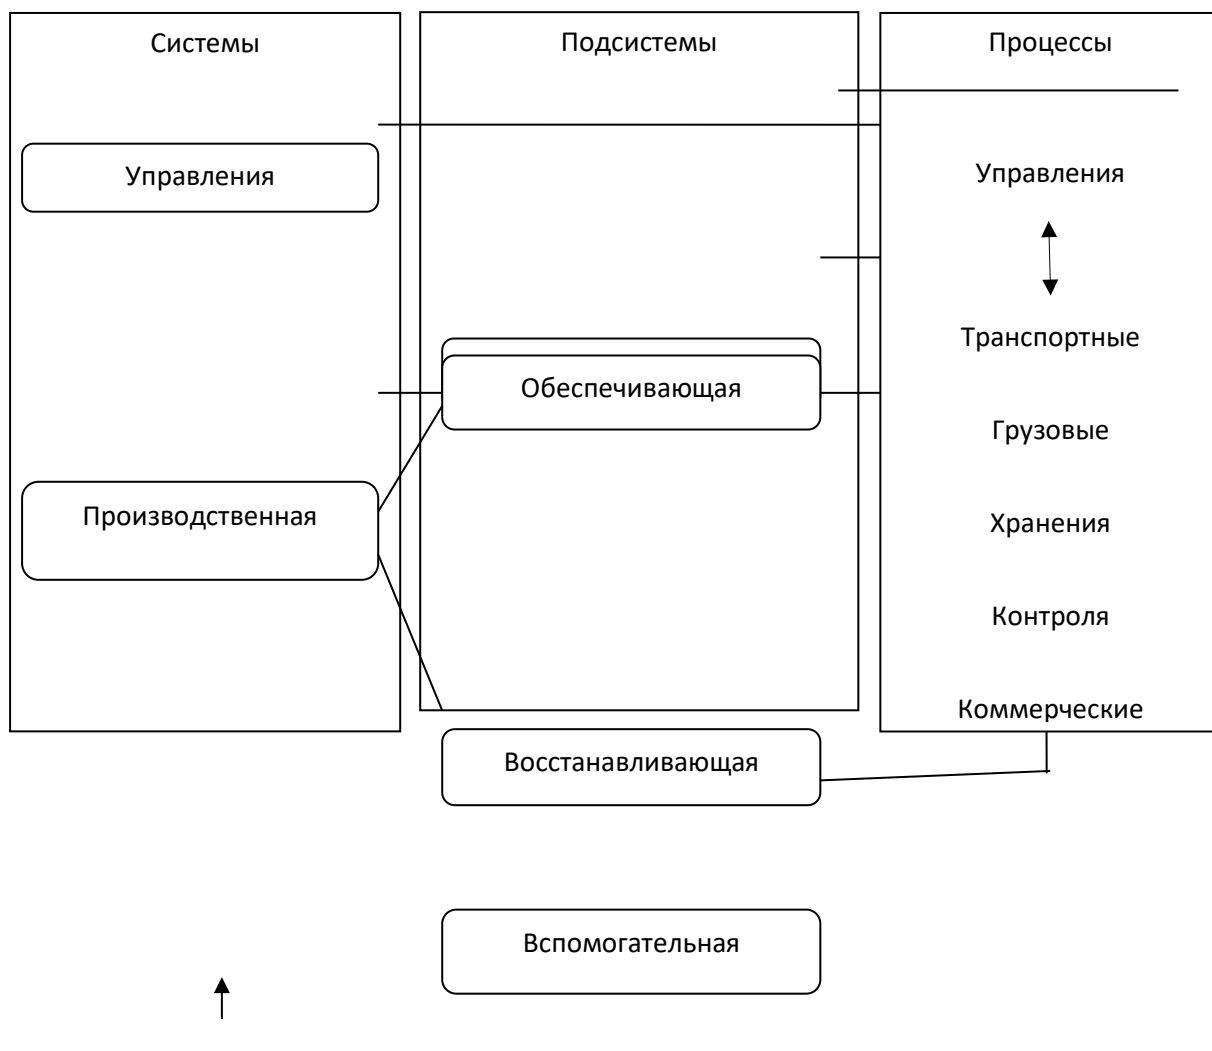 Системы
Подсистемы
Процессы
Управления
Управления
Транспортные
Обеспечивающая
Грузовые
Производственная
Хранения
Контроля
Коммерческие
Восстанавливающая
Вспомогательная